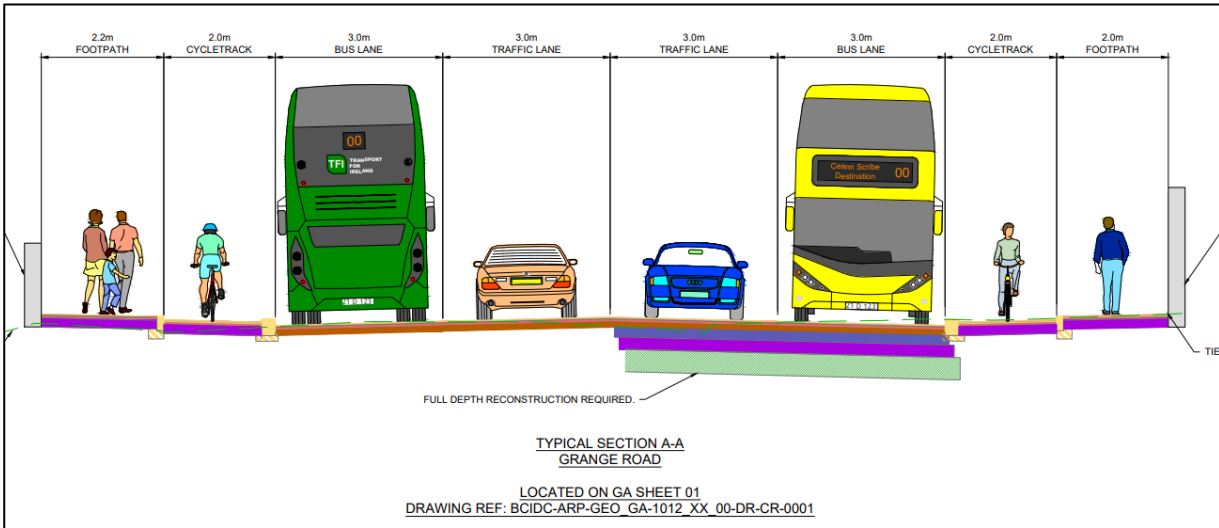 2.2m
FOOTPATH
2.0m
CYCLETRACK
3.0m
BUS LANE
3.0m
TRAFFIC LANE
3.0m
TRAFFIC LANE
3.0m
BUS LANE
2.0m
CYCLETRACK
2.0m
FOOTPATH
00
TFI
TRANSPORT
FOR
IRELAND
Ceann Scribe
Destination
00
TIE
FULL DEPTH RECONSTRUCTION REQUIRED.
TYPICAL SECTION A-A
GRANGE ROAD
LOCATED ON GA SHEET 01
DRAWING REF: BCIDC-ARP-GEO_GA-1012_XX_00-DR-CR-0001